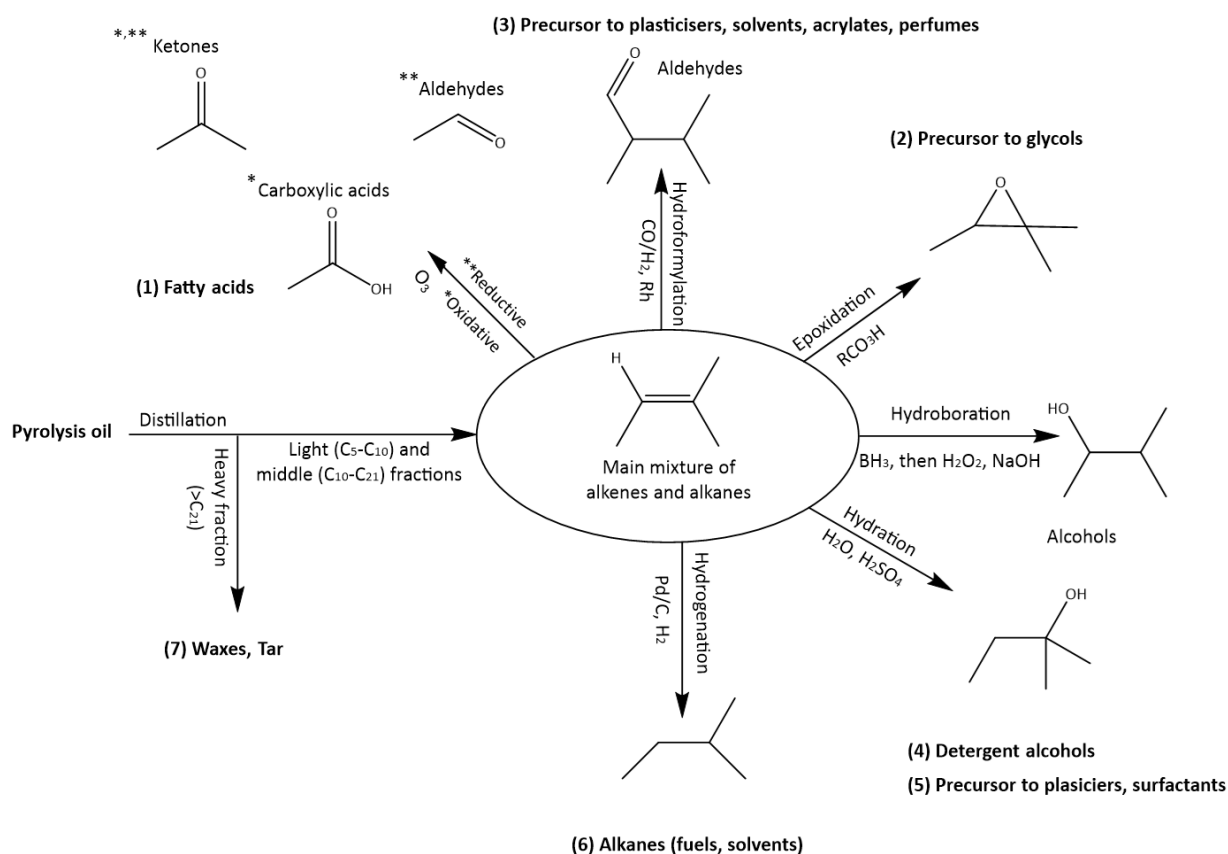 (3) Precursor to plasticisers, solvents, acrylates, perfumes
*,** Ketones
O
**Aldehydes
O
O
Aldehydes
(2) Precursor to glycols
O
*Carboxylic acids
O
OH
(1) Fatty acids
O3
**Reductive
*Oxidative
CO/H2, Rh
Hydroformylation
Epoxidation
RCO3H
H
Main mixture of
alkenes and alkanes
Pyrolysis oil
Distillation
Light (C5-C10) and
middle (C10-C21) fractions
Heavy fraction
(>C21)
(7) Waxes, Tar
Hydroboration
BH3, then H2O2, NaOH
HO
Alcohols
Hydration
H2O, H2SO4
OH
Pd/C, H2
Hydrogenation
(4) Detergent alcohols
(5) Precursor to plasiciers, surfactants
(6) Alkanes (fuels, solvents)